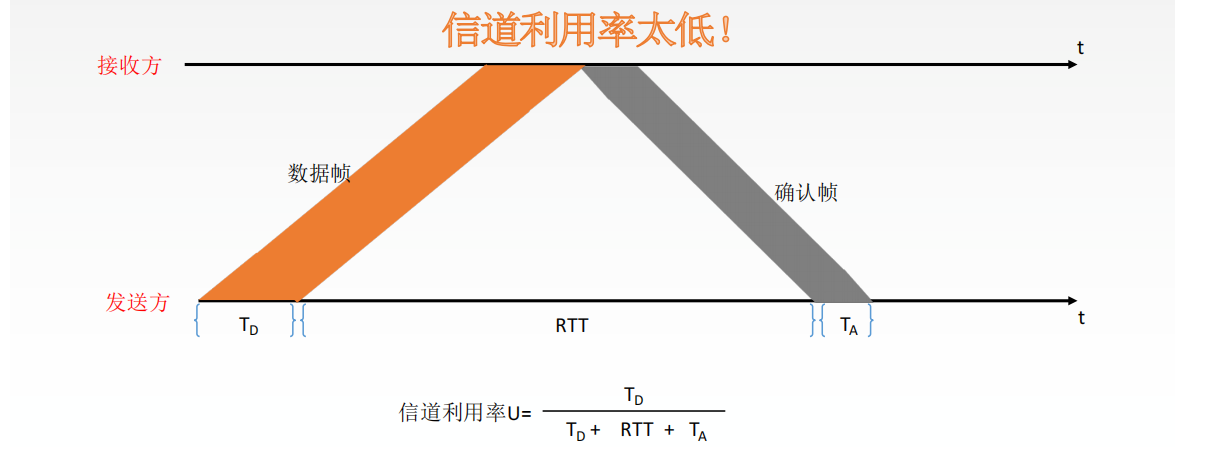 信道利用率太低！
t
接收方
数据帧
确认帧
发送方
t
T_D
RTT
T_A
信道利用率U=
T_D
T_D + RTT + T_A